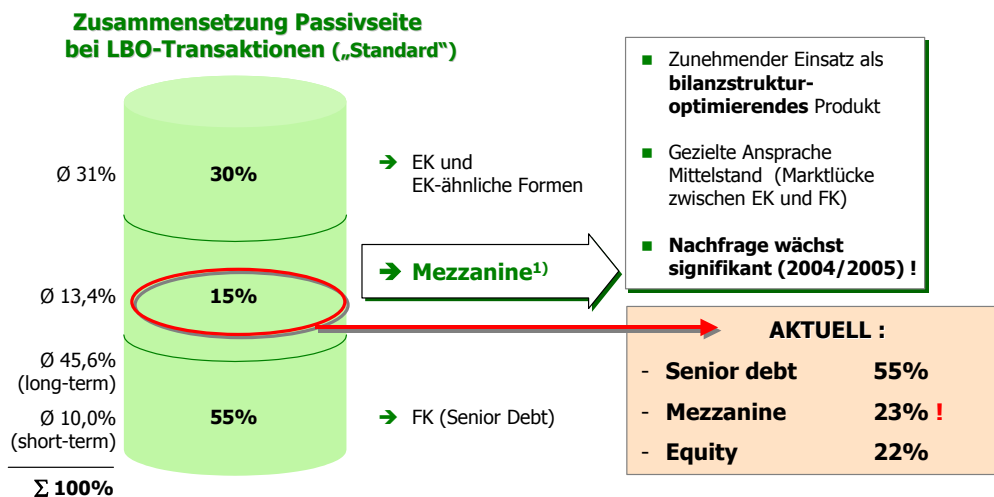 Zusammensetzung Passivseite
bei LBO-Transaktionen („Standard“)
Ø 31%
30%
➔ EK und
EK-ähnliche Formen
Ø 13,4%
15%
➔ Mezzanine1)
Ø 45,6%
(long-term)
Ø 10,0%
(short-term)
55%
➔ FK (Senior Debt)
Σ 100%
■ Zunehmender Einsatz als
bilanzstruktur-
optimierendes Produkt
■ Gezielte Ansprache
Mittelstand (Marktlücke
zwischen EK und FK)
■ Nachfrage wächst
signifikant (2004/2005) !
AKTUELL :
- Senior debt 55%
- Mezzanine 23% !
- Equity 22%